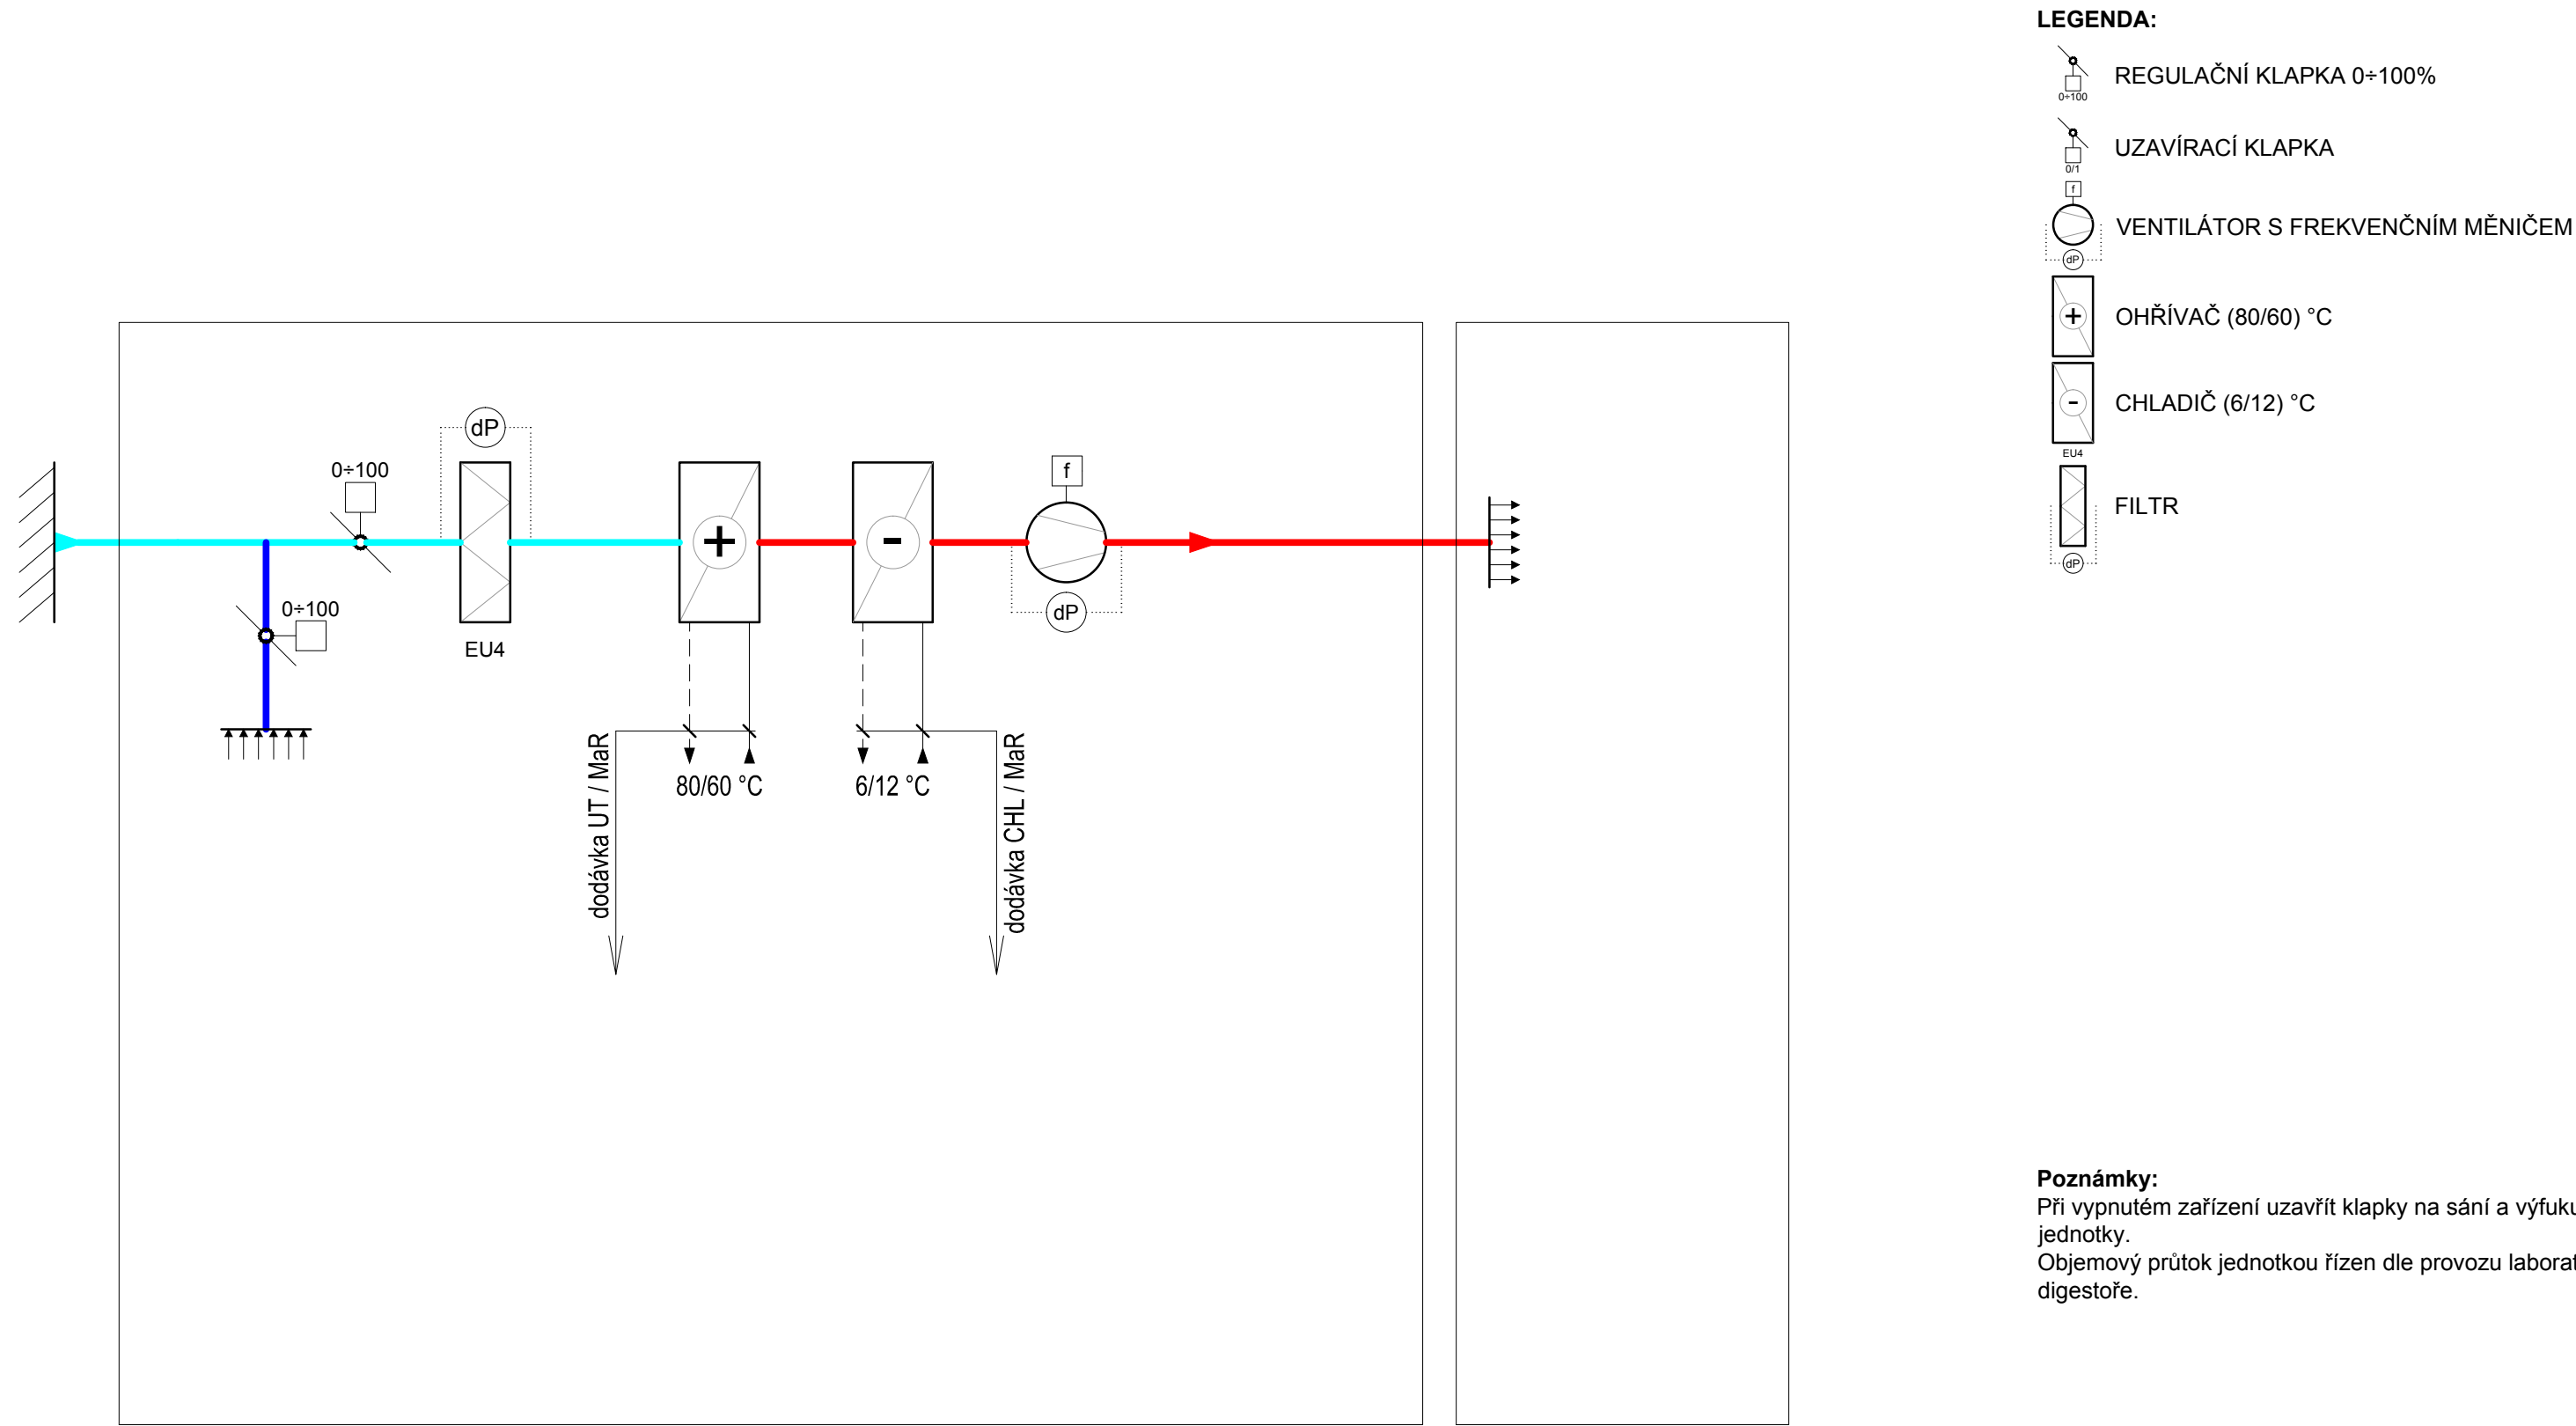 LEGENDA:
0÷100
REGULAČNÍ KLAPKA 0÷100%
0/1
UZAVÍRACÍ KLAPKA
f
dP
VENTILÁTOR S FREKVENČNÍM MĚNIČEM
+
OHŘÍVAČ (80/60) °C
-
CHLADIČ (6/12) °C
EU4
FILTR
dP
dP
0÷100
f
+
-
0÷100
dP
EU4
dodávka UT / MaR
80/60 °C
6/12 °C
dodávka CHL / MaR
Poznámky:
Při vypnutém zařízení uzavřít klapky na sání a výfuku
jednotky.
Objemový průtok jednotkou řízen dle provozu
digestoře.